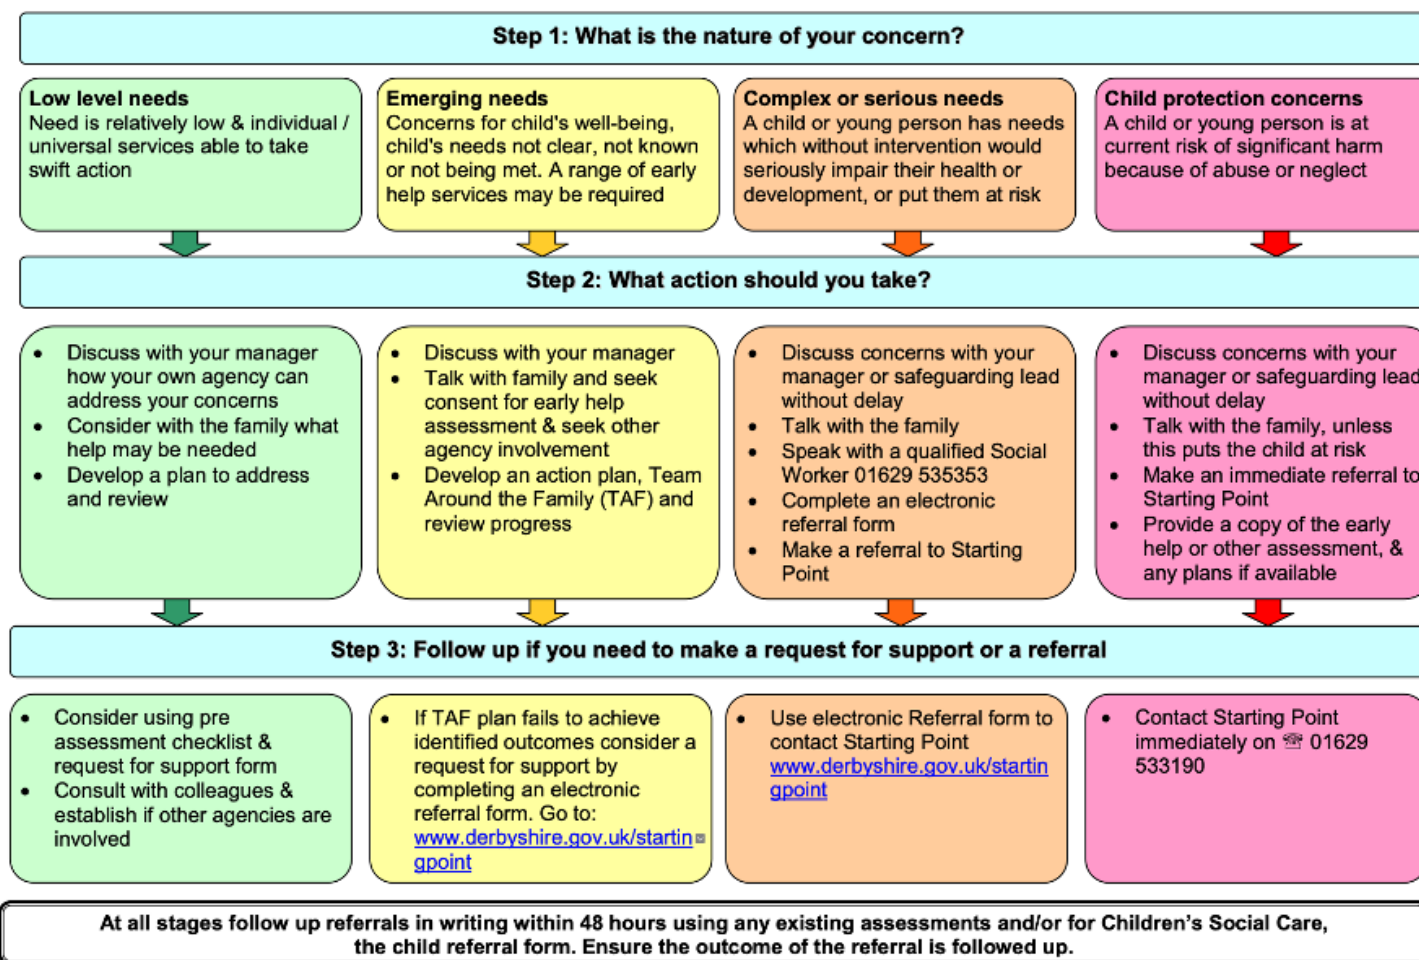 Step 1: What is the nature of your concern?
Low level needs
Need is relatively low & individual /
universal services able to take
swift action
Emerging needs
Concerns for child's well-being,
child's needs not clear, not known
or not being met. A range of early
help services may be required
Complex or serious needs
A child or young person has needs
which without intervention would
seriously impair their health or
development, or put them at risk
Child protection concerns
A child or young person is at
current risk of significant harm
because of abuse or neglect
Step 2: What action should you take?
• Discuss with your manager
how your own agency can
address your concerns
• Consider with the family what
help may be needed
• Develop a plan to address
and review
• Discuss with your manager
• Talk with family and seek
consent for early help
assessment & seek other
agency involvement
• Develop an action plan, Team
Around the Family (TAF) and
review progress
• Discuss concerns with your
manager or safeguarding lead
without delay
• Talk with the family
• Speak with a qualified Social
Worker 01629 535353
• Complete an electronic
referral form
• Make a referral to Starting
Point
• Discuss concerns with your
manager or safeguarding lead
without delay
• Talk with the family, unless
this puts the child at risk
• Make an immediate referral to
Starting Point
• Provide a copy of the early
help or other assessment, &
any plans if available
Step 3: Follow up if you need to make a request for support or a referral
• Consider using pre
assessment checklist &
request for support form
• Consult with colleagues &
establish if other agencies are
involved
• If TAF plan fails to achieve
identified outcomes consider a
request for support by
completing an electronic
referral form. Go to:
www.derbyshire.gov.uk/startin
gpoint
• Use electronic Referral form to
contact Starting Point
www.derbyshire.gov.uk/startin
gpoint
• Contact Starting Point
immediately on ☏ 01629
533190
At all stages follow up referrals in writing within 48 hours using any existing assessments and/or for Children's Social Care,
the child referral form. Ensure the outcome of the referral is followed up.